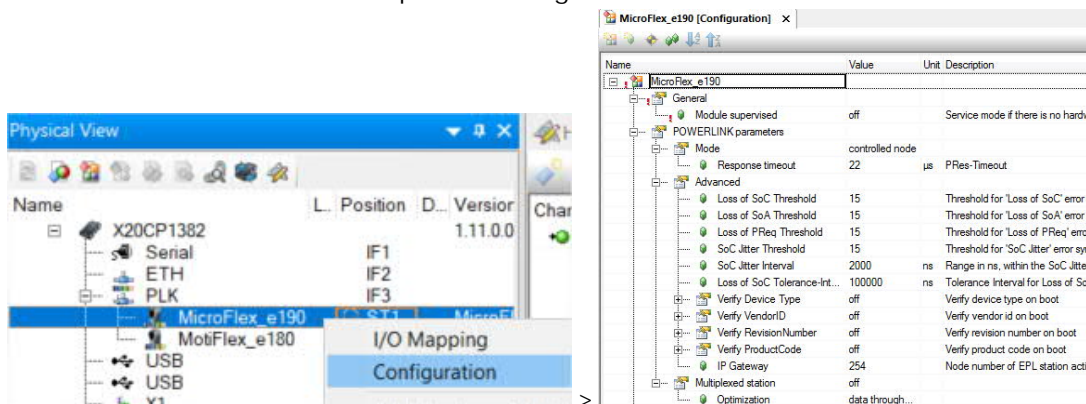 MicroFlex_e190 [Configuration] ×
Name Value Unit Description
MicroFlex_e190
General
Module supervised off Service mode if there is no hardw
POWERLINK parameters
Mode controlled node
Response timeout 22 µs PRes-Timeout
Advanced
Loss of SoC Threshold 15 Threshold for 'Loss of SoC' error
Loss of SoA Threshold 15 Threshold for 'Loss of SoA' error
Loss of PReq Threshold 15 Threshold for 'Loss of PReq' erro
SoC Jitter Threshold 15 Threshold for 'SoC Jitter' error sy
SoC Jitter Interval 2000 ns Range in ns, within the SoC Jitte
Loss of SoC Tolerance-Int... 100000 ns Tolerance Interval for Loss of So
Verify Device Type off Verify device type on boot
Verify VendorID off Verify vendor id on boot
Verify RevisionNumber off Verify revision number on boot
Verify ProductCode off Verify product code on boot
IP Gateway 254 Node number of EPL station acti
Multiplexed station off
Optimization data through...
Physical View
Name L.. Position D... Version
X20CP1382 1.11.0.0
Serial IF1
ETH IF2
PLK IF3
MicroFlex_e190 ST1 MicroFl
MotiFlex_e180
USB
USB
X1
I/O Mapping
Configuration
Char
>